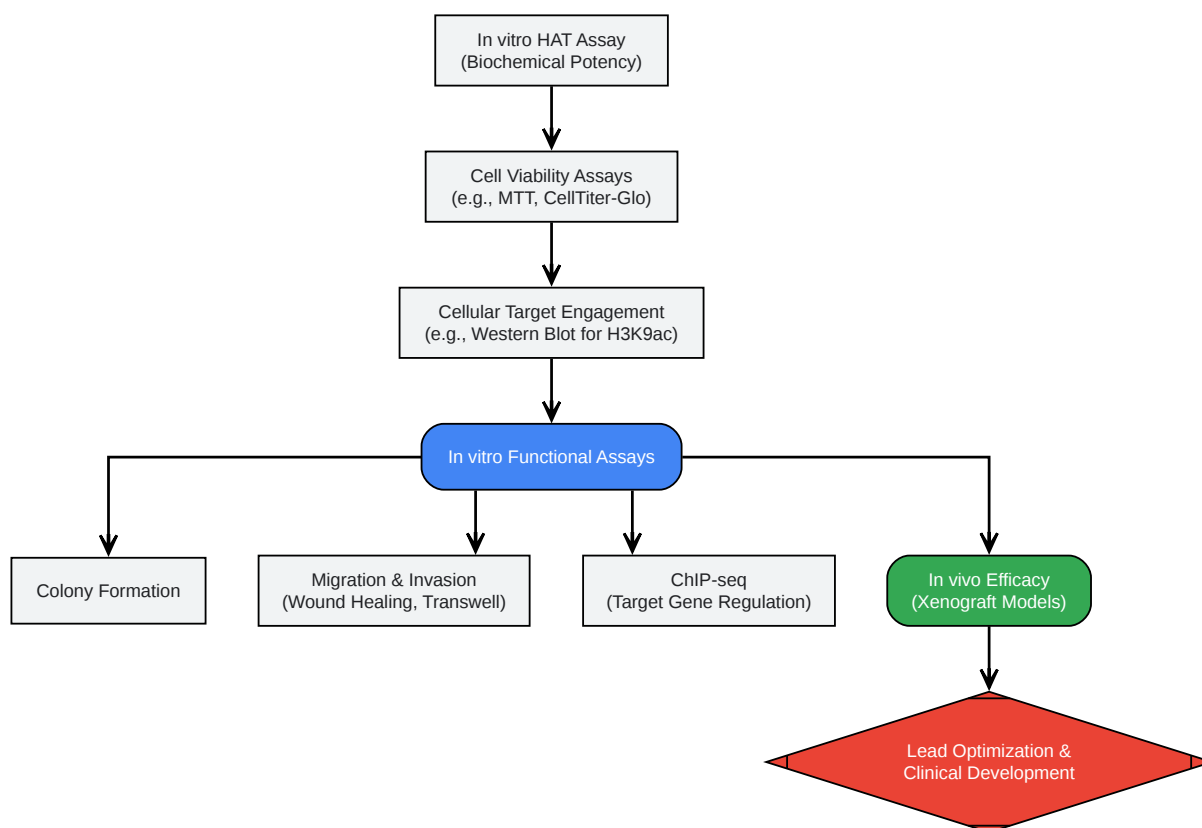 In vitro HAT Assay
(Biochemical Potency)
Cell Viability Assays
(e.g., MTT, CellTiter-Glo)
Cellular Target Engagement
(e.g., Western Blot for H3K9ac)
In vitro Functional Assays
Colony Formation
Migration & Invasion
(Wound Healing, Transwell)
ChIP-seq
(Target Gene Regulation)
In vivo Efficacy
(Xenograft Models)
Lead Optimization &
Clinical Development